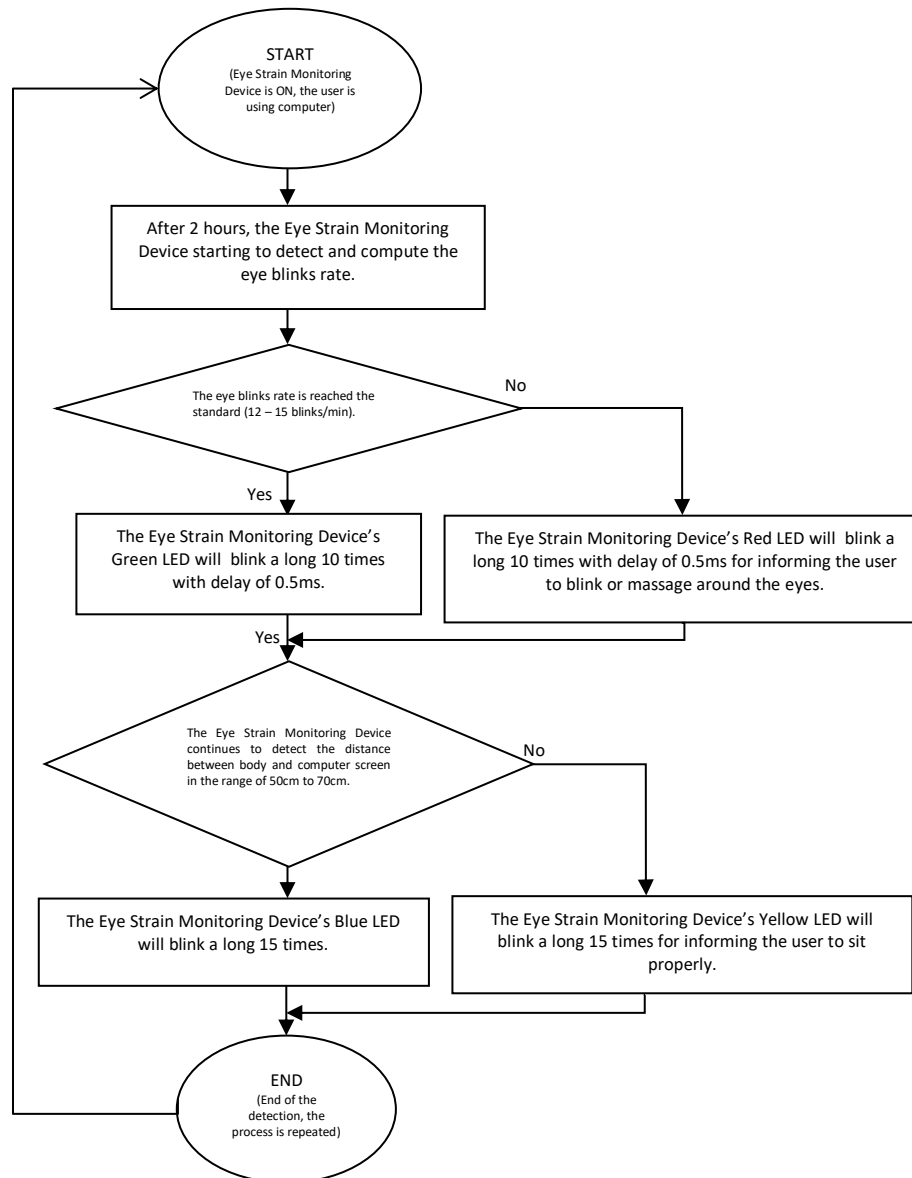 START
(Eye Strain Monitoring
Device is ON, the user is
using computer)
After 2 hours, the Eye Strain Monitoring
Device starting to detect and compute the
eye blinks rate.
The eye blinks rate is reached the
standard (12 – 15 blinks/min).
No
Yes
The Eye Strain Monitoring Device’s
Green LED will blink a long 10 times
with delay of 0.5ms.
The Eye Strain Monitoring Device’s Red LED will blink a
long 10 times with delay of 0.5ms for informing the user
to blink or massage around the eyes.
Yes
The Eye Strain Monitoring Device
continues to detect the distance
between body and computer screen
in the range of 50cm to 70cm.
No
The Eye Strain Monitoring Device’s Blue LED
will blink a long 15 times.
The Eye Strain Monitoring Device’s Yellow LED will
blink a long 15 times for informing the user to sit
properly.
END
(End of the
detection, the
process is repeated)